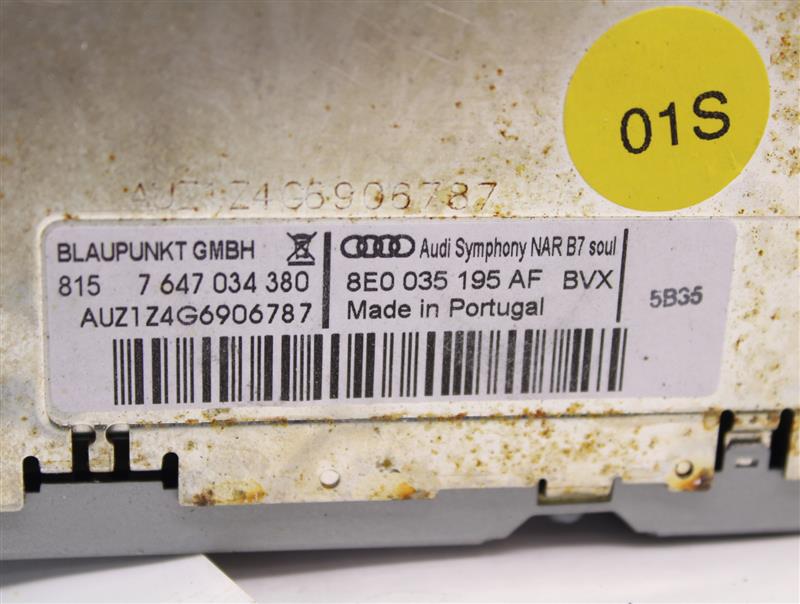 01S
AUZ1Z4G6906787
BLAUPUNKT GMBH
815 7 647 034 380
AUZ1Z4G6906787
Audi Symphony NAR B7 soul
8E0 035 195 AF BVX
Made in Portugal
5B35